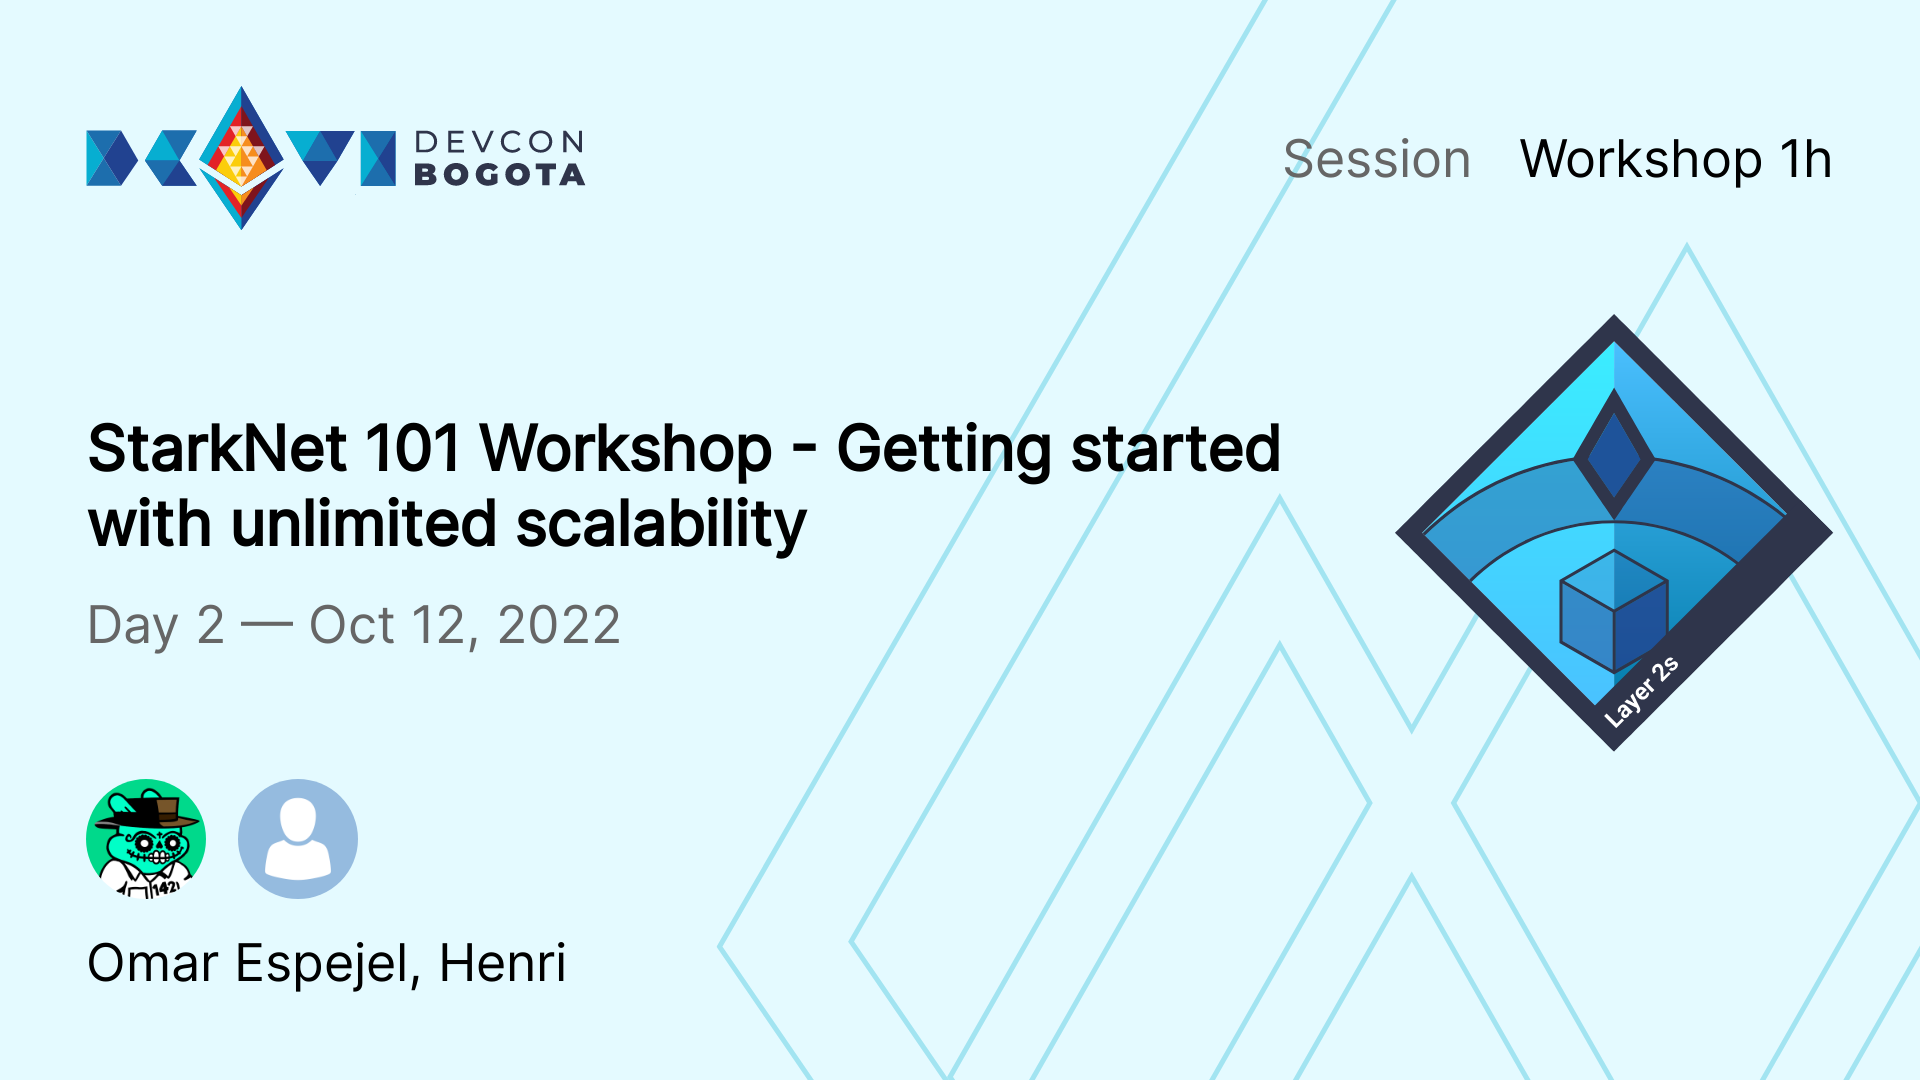 DEVCON
BOGOTA
Session Workshop 1h
StarkNet 101 Workshop - Getting started
with unlimited scalability
Day 2 — Oct 12, 2022
Layer 2s
142
Omar Espejel, Henri